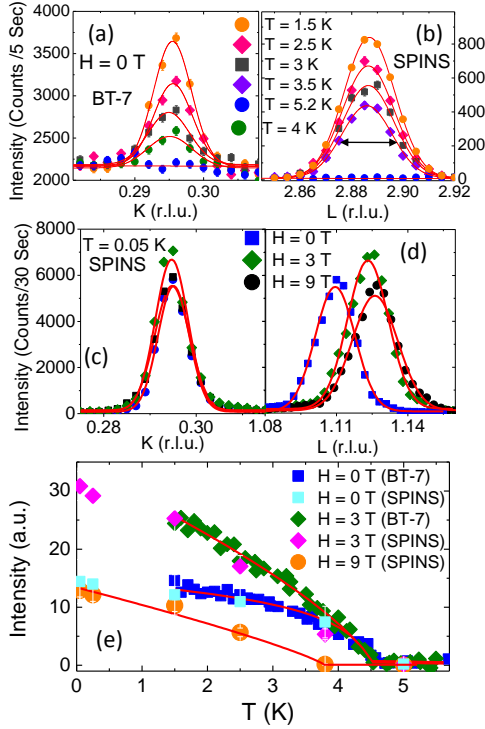 (a)
H = 0 T
BT-7
Intensity (Counts /5 Sec)
4000
3500
3000
2500
2000
0.29
0.30
K (r.l.u.)
T = 1.5 K
T = 2.5 K
T = 3 K
T = 3.5 K
T = 5.2 K
T = 4 K
(b)
SPINS
800
600
400
200
0
2.86
2.88
2.90
2.92
L (r.l.u.)
T = 0.05 K
SPINS
(c)
Intensity (Counts/30 Sec)
8000
6000
4000
2000
0
0.28
0.30
K (r.l.u.)
H = 0 T
H = 3 T
H = 9 T
(d)
1.08
1.11
1.14
L (r.l.u.)
H = 0 T (BT-7)
H = 0 T (SPINS)
H = 3 T (BT-7)
H = 3 T (SPINS)
H = 9 T (SPINS)
(e)
Intensity (a.u.)
30
20
10
0
0
1
2
3
4
5
T (K)